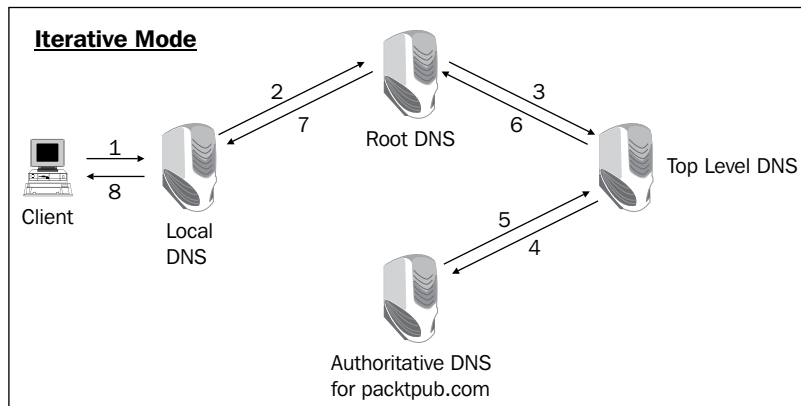 Iterative Mode
2
7
3
6
Root DNS
1
8
Top Level DNS
Client
Local
DNS
5
4
Authoritative DNS
for packtpub.com